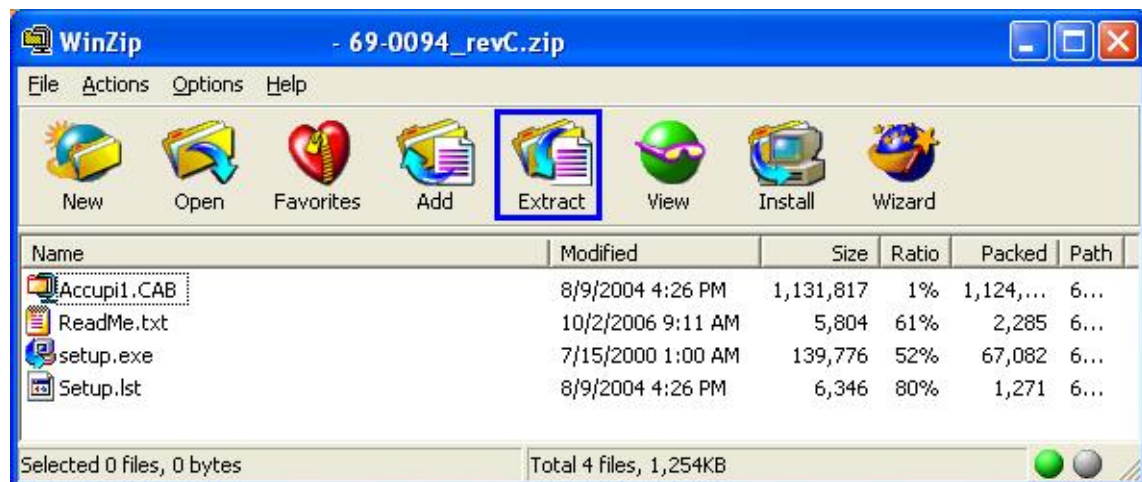 WinZip - 69-0094_revC.zip
File Actions Options Help
New Open Favorites Add Extract View Install Wizard
Name Modified Size Ratio Packed Path
Accupi1.CAB 8/9/2004 4:26 PM 1,131,817 1% 1,124,... 6...
ReadMe.txt 10/2/2006 9:11 AM 5,804 61% 2,285 6...
setup.exe 7/15/2000 1:00 AM 139,776 52% 67,082 6...
Setup.lst 8/9/2004 4:26 PM 6,346 80% 1,271 6...
Selected 0 files, 0 bytes Total 4 files, 1,254KB